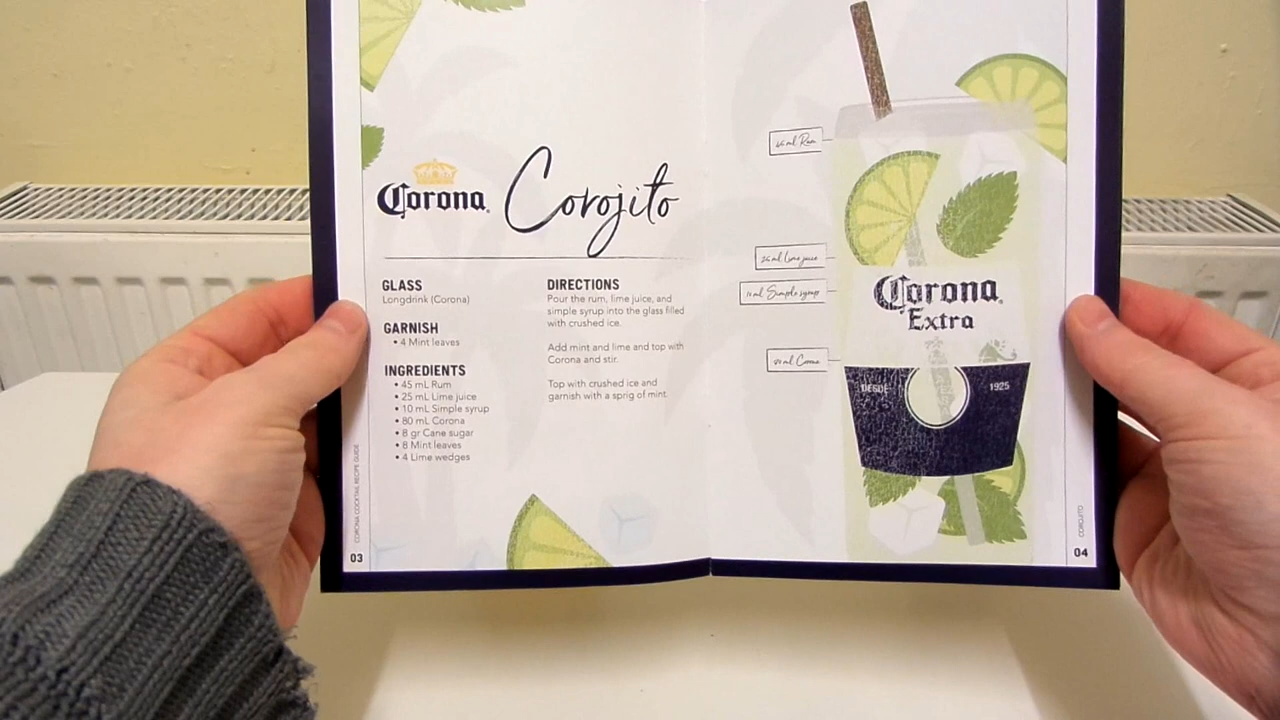 Corona®
Corojito
GLASS
Longdrink (Corona)
GARNISH
• 4 Mint leaves
INGREDIENTS
• 45 mL Rum
• 25 mL Lime juice
• 10 mL Simple syrup
• 80 mL Corona
• 8 gr Cane sugar
• 8 Mint leaves
• 4 Lime wedges
DIRECTIONS
Pour the rum, lime juice, and
simple syrup into the glass filled
with crushed ice.
Add mint and lime and top with
Corona and stir.
Top with crushed ice and
garnish with a sprig of mint.
CORONA COCKTAIL RECIPE GUIDE
03
45 ml Rum
25 ml Lime juice
10 ml Simple syrup
ml Corona
Corona®
Extra
DESDE 1925
COROJITO
04